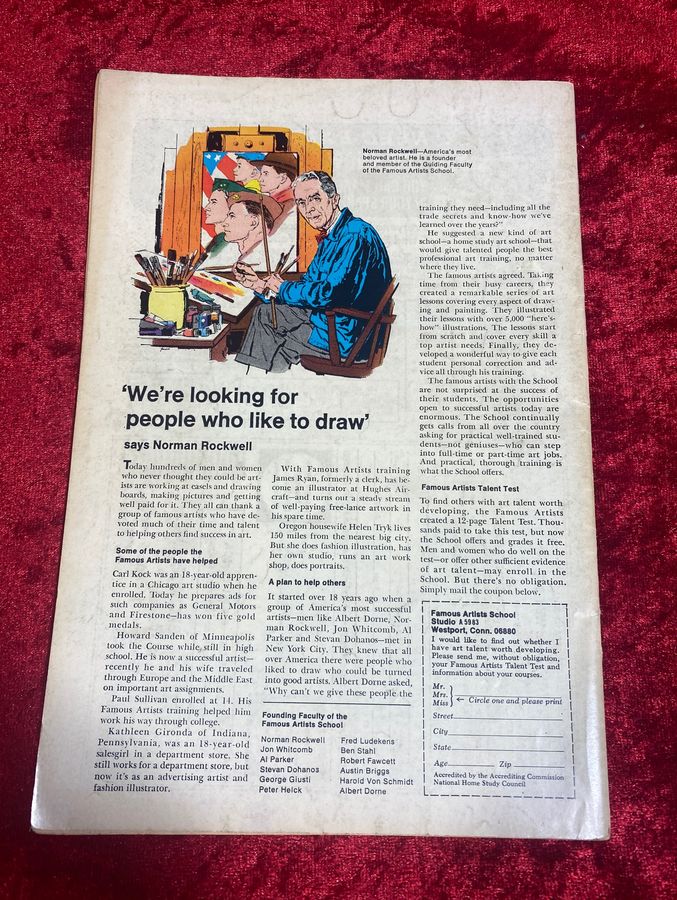 Norman Rockwell—America's most
beloved artist. He is a founder
and member of the Guiding Faculty
of the Famous Artists School.
'We're looking for
people who like to draw'
says Norman Rockwell
Today hundreds of men and women
who never thought they could be art-
ists are working at easels and drawing
boards, making pictures and getting
well paid for it. They all can thank a
group of famous artists who have de-
voted much of their time and talent
to helping others find success in art.
Some of the people the
Famous Artists have helped
Carl Kock was an 18-year-old appren-
tice in a Chicago art studio when he
enrolled. Today he prepares ads for
such companies as General Motors
and Firestone—has won five gold
medals.
Howard Sanden of Minneapolis
took the Course while still in high
school. He is now a successful artist—
recently he and his wife traveled
through Europe and the Middle East
on important art assignments.
Paul Sullivan enrolled at 14. His
Famous Artists training helped him
work his way through college.
Kathleen Gironda of Indiana,
Pennsylvania, was an 18-year-old
salesgirl in a department store. She
still works for a department store, but
now it's as an advertising artist and
fashion illustrator.
With Famous Artists training
James Ryan, formerly a clerk, has be-
come an illustrator at Hughes Air-
craft—and turns out a steady stream
of well-paying free-lance artwork in
his spare time.
Oregon housewife Helen Tryk lives
150 miles from the nearest big city.
But she does fashion illustration, has
her own studio, runs an art work
shop, does portraits.
A plan to help others
It started over 18 years ago when a
group of America's most successful
artists—men like Albert Dorne, Nor-
man Rockwell, Jon Whitcomb, Al
Parker and Stevan Dohanos—met in
New York City. They knew that all
over America there were people who
liked to draw who could be turned
into good artists. Albert Dorne asked,
"Why can't we give these people the
training they need—including all the
trade secrets and know-how we've
learned over the years?"
He suggested a new kind of art
school—a home study art school—that
would give talented people the best
professional art training, no matter
where they live.
The famous artists agreed. Taking
time from their busy careers, they
created a remarkable series of art
lessons covering every aspect of draw-
ing and painting. They illustrated
their lessons with over 5,000 "here's-
how" illustrations. The lessons start
from scratch and cover every skill a
top artist needs. Finally, they de-
veloped a wonderful way to give each
student personal correction and ad-
vice all through his training.
The famous artists with the School
are not surprised at the success of
their students. The opportunities
open to successful artists today are
enormous. The School continually
gets calls from all over the country
asking for practical well-trained stu-
dents—not geniuses—who can step
into full-time or part-time art jobs.
And practical, thorough training is
what the School offers.
Famous Artists Talent Test
To find others with art talent worth
developing, the Famous Artists
created a 12-page Talent Test. Thou-
sands paid to take this test, but now
the School offers and grades it free.
Men and women who do well on the
test—or offer other sufficient evidence
of art talent—may enroll in the
School. But there's no obligation.
Simply mail the coupon below.
Founding Faculty of the
Famous Artists School
Norman Rockwell
Jon Whitcomb
Al Parker
Stevan Dohanos
George Giusti
Peter Helck
Fred Ludekens
Ben Stahl
Robert Fawcett
Austin Briggs
Harold Von Schmidt
Albert Dorne
Famous Artists School
Studio A5983
Westport, Conn. 06880
I would like to find out whether I
have art talent worth developing.
Please send me, without obligation,
your Famous Artists Talent Test and
information about your courses.
Mr.
Mrs.
Miss ← Circle one and please print
Street
City
State
Age Zip
Accredited by the Accrediting Commission
National Home Study Council